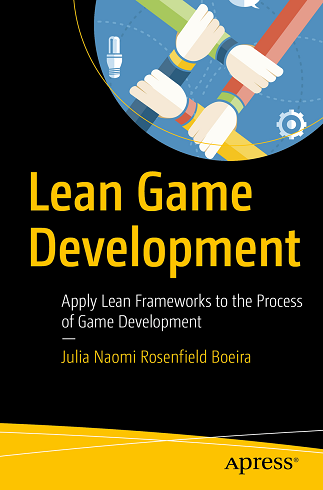 Lean Game
Development
Apply Lean Frameworks to the Process
of Game Development
Julia Naomi Rosenfield Boeira
Apress®